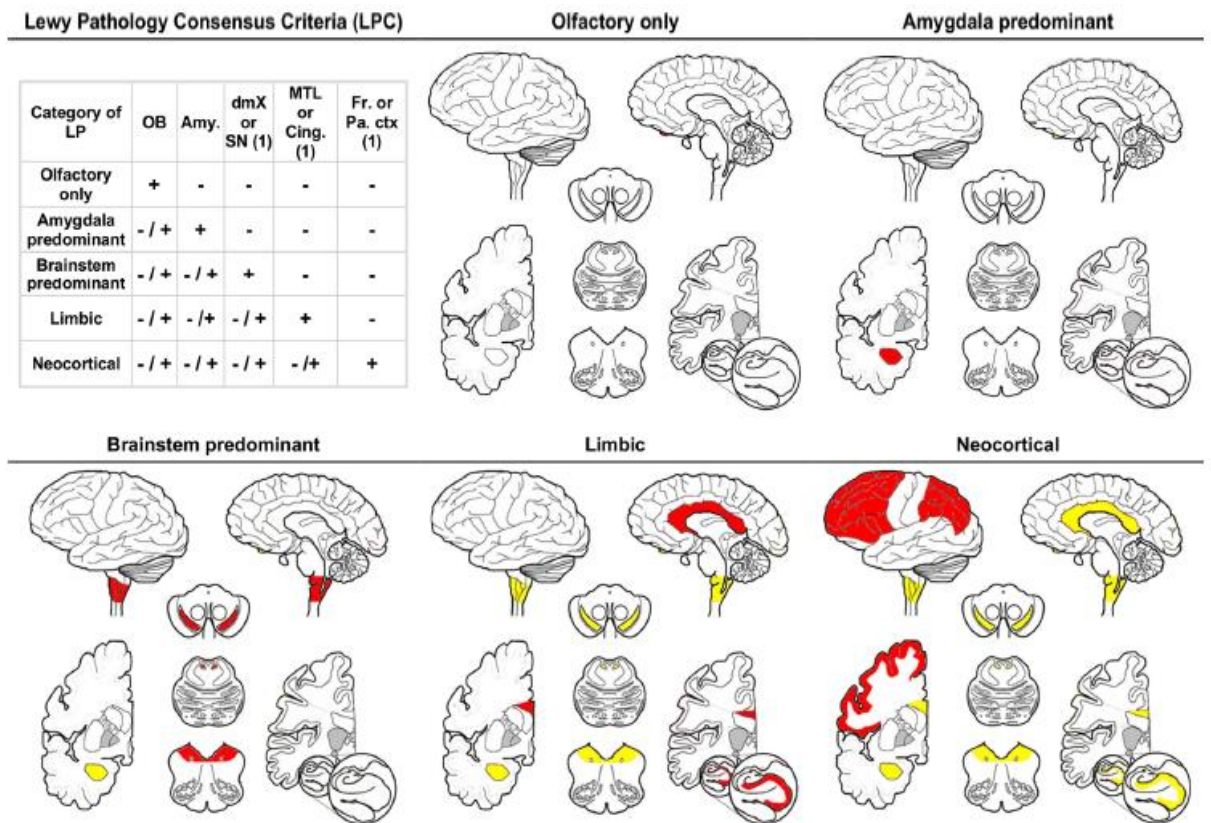 Lewy Pathology Consensus Criteria (LPC)
Olfactory only
Amygdala predominant
Category of LP OB Amy. dmX or SN (1) MTL or Cing. (1) Fr. or Pa. ctx (1)
Olfactory only + - - - -
Amygdala predominant - / + + - - -
Brainstem predominant - / + - / + + - -
Limbic - / + - /+ - / + + -
Neocortical - / + - / + - / + - /+ +
Brainstem predominant
Limbic
Neocortical